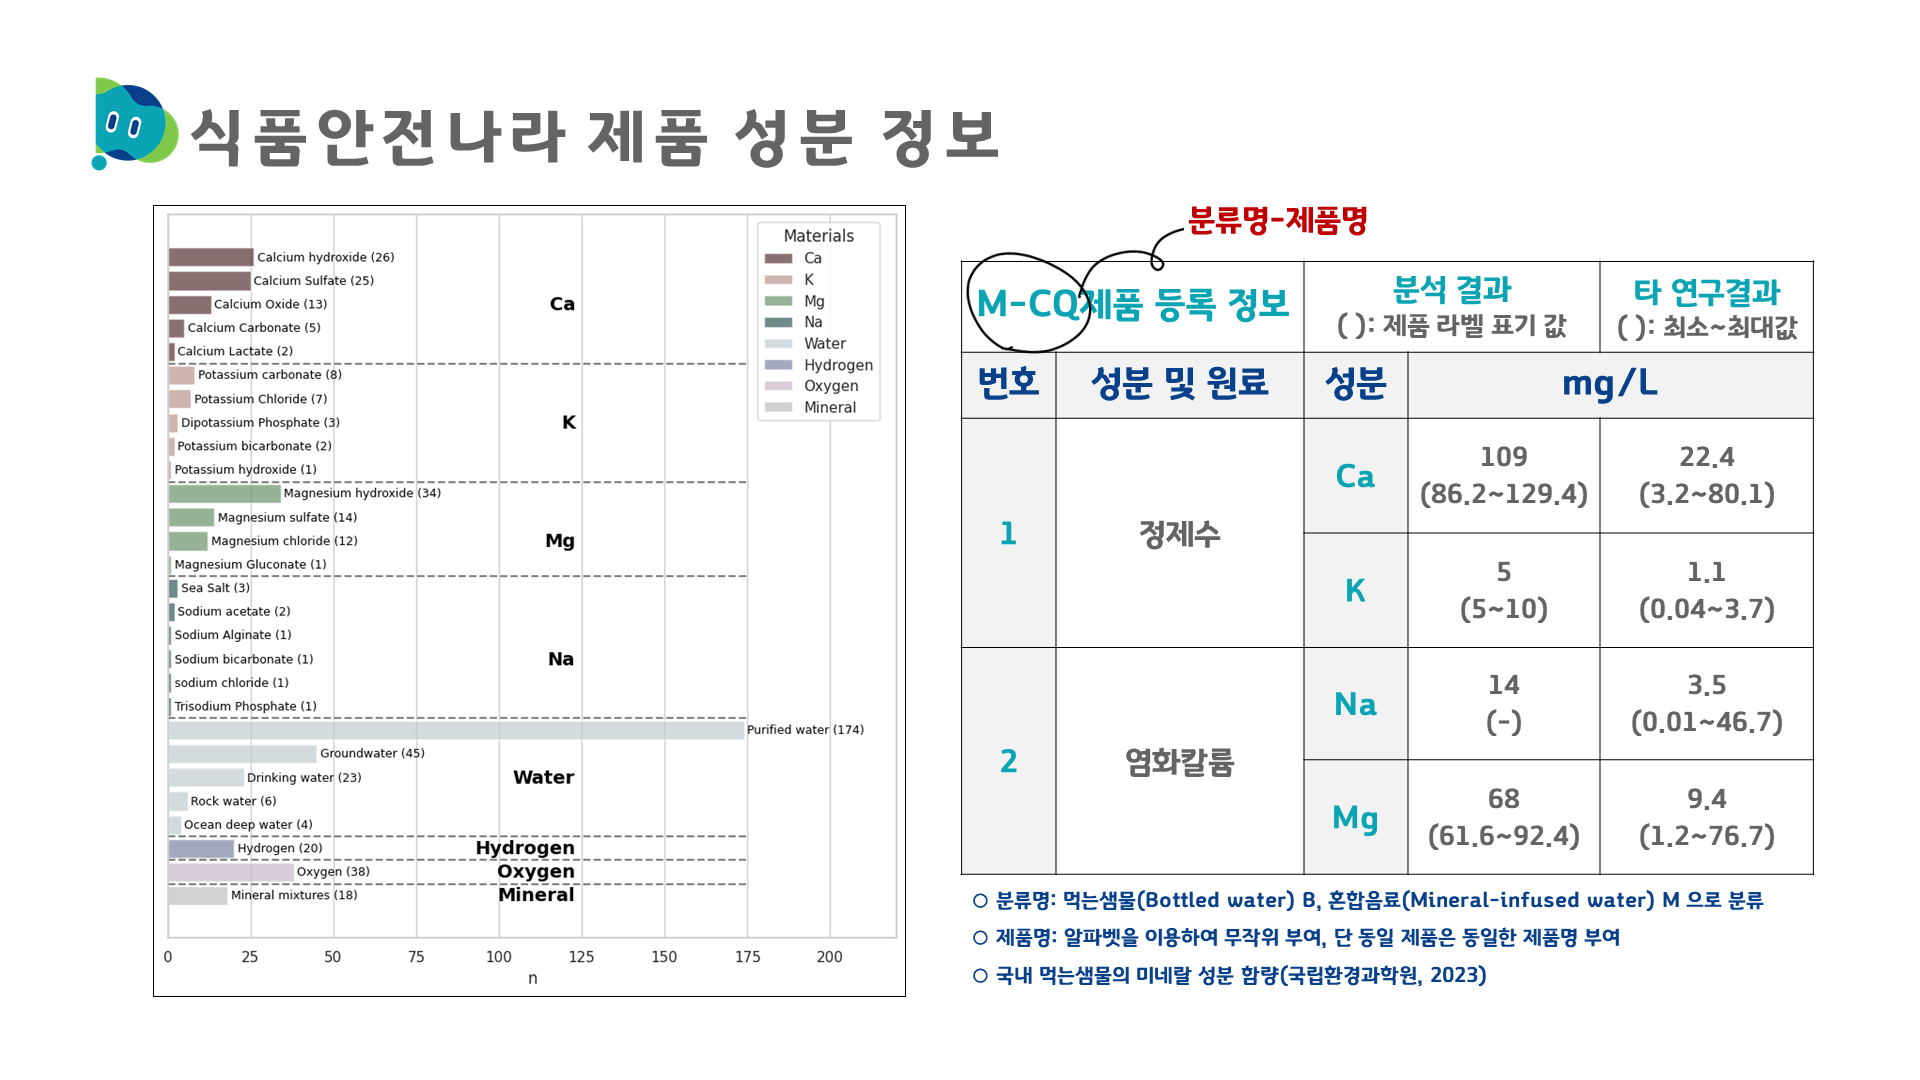 식품안전나라 제품 성분 정보
Materials
Ca
K
Mg
Na
Water
Hydrogen
Oxygen
Mineral
Calcium hydroxide (26)
Calcium Sulfate (25)
Calcium Oxide (13)
Ca
Calcium Carbonate (5)
Calcium Lactate (2)
Potassium carbonate (8)
Potassium Chloride (7)
Dipotassium Phosphate (3)
K
Potassium bicarbonate (2)
Potassium hydroxide (1)
Magnesium hydroxide (34)
Magnesium sulfate (14)
Magnesium chloride (12)
Mg
Magnesium Gluconate (1)
Sea Salt (3)
Sodium acetate (2)
Sodium Alginate (1)
Sodium bicarbonate (1)
Na
sodium chloride (1)
Trisodium Phosphate (1)
Purified water (174)
Groundwater (45)
Drinking water (23)
Water
Rock water (6)
Ocean deep water (4)
Hydrogen (20)
Hydrogen
Oxygen (38)
Oxygen
Mineral mixtures (18)
Mineral
0 25 50 75 100 125 150 175 200
n
분류명-제품명
M-CQ제품 등록 정보
분석 결과
( ): 제품 라벨 표기 값
타 연구결과
( ): 최소~최대값
번호 성분 및 원료 성분 mg/L
1 정제수
Ca
109
(86.2~129.4)
22.4
(3.2~80.1)
K
5
(5~10)
1.1
(0.04~3.7)
2 염화칼륨
Na
14
(-)
3.5
(0.01~46.7)
Mg
68
(61.6~92.4)
9.4
(1.2~76.7)
○ 분류명: 먹는샘물(Bottled water) B, 혼합음료(Mineral-infused water) M 으로 분류
○ 제품명: 알파벳을 이용하여 무작위 부여, 단 동일 제품은 동일한 제품명 부여
○ 국내 먹는샘물의 미네랄 성분 함량(국립환경과학원, 2023)